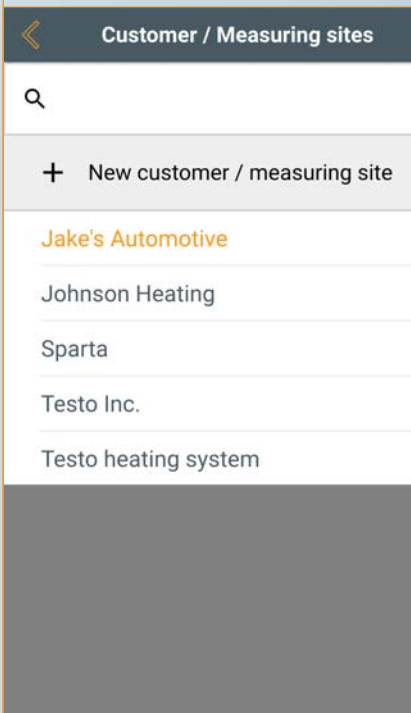 Customer / Measuring sites
New customer / measuring site
Jake's Automotive
Johnson Heating
Sparta
Testo Inc.
Testo heating system